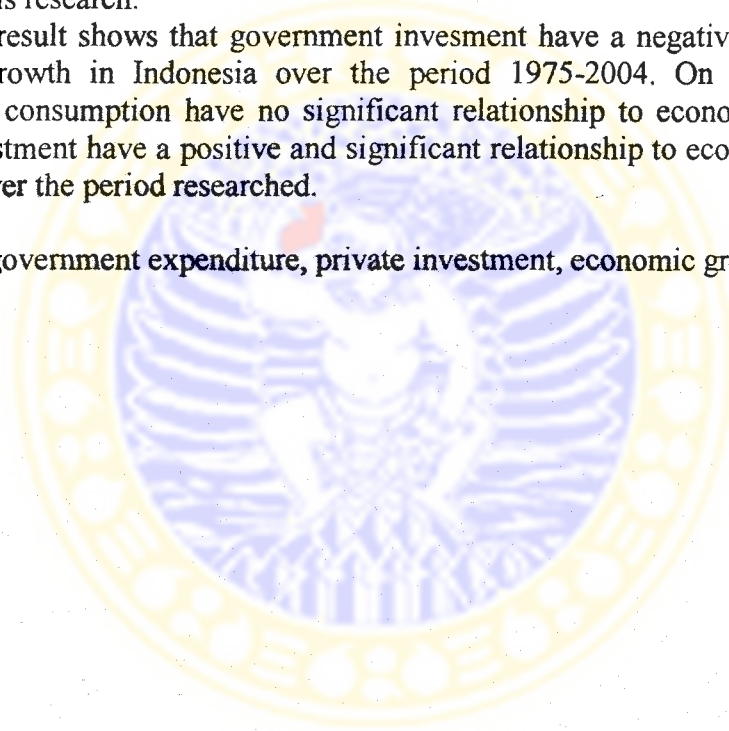 is research.
result shows that government invesment have a negativ
rowth in Indonesia over the period 1975-2004. On
consumption have no significant relationship to econo
stment have a positive and significant relationship to eco
er the period researched.
government expenditure, private investment, economic gr